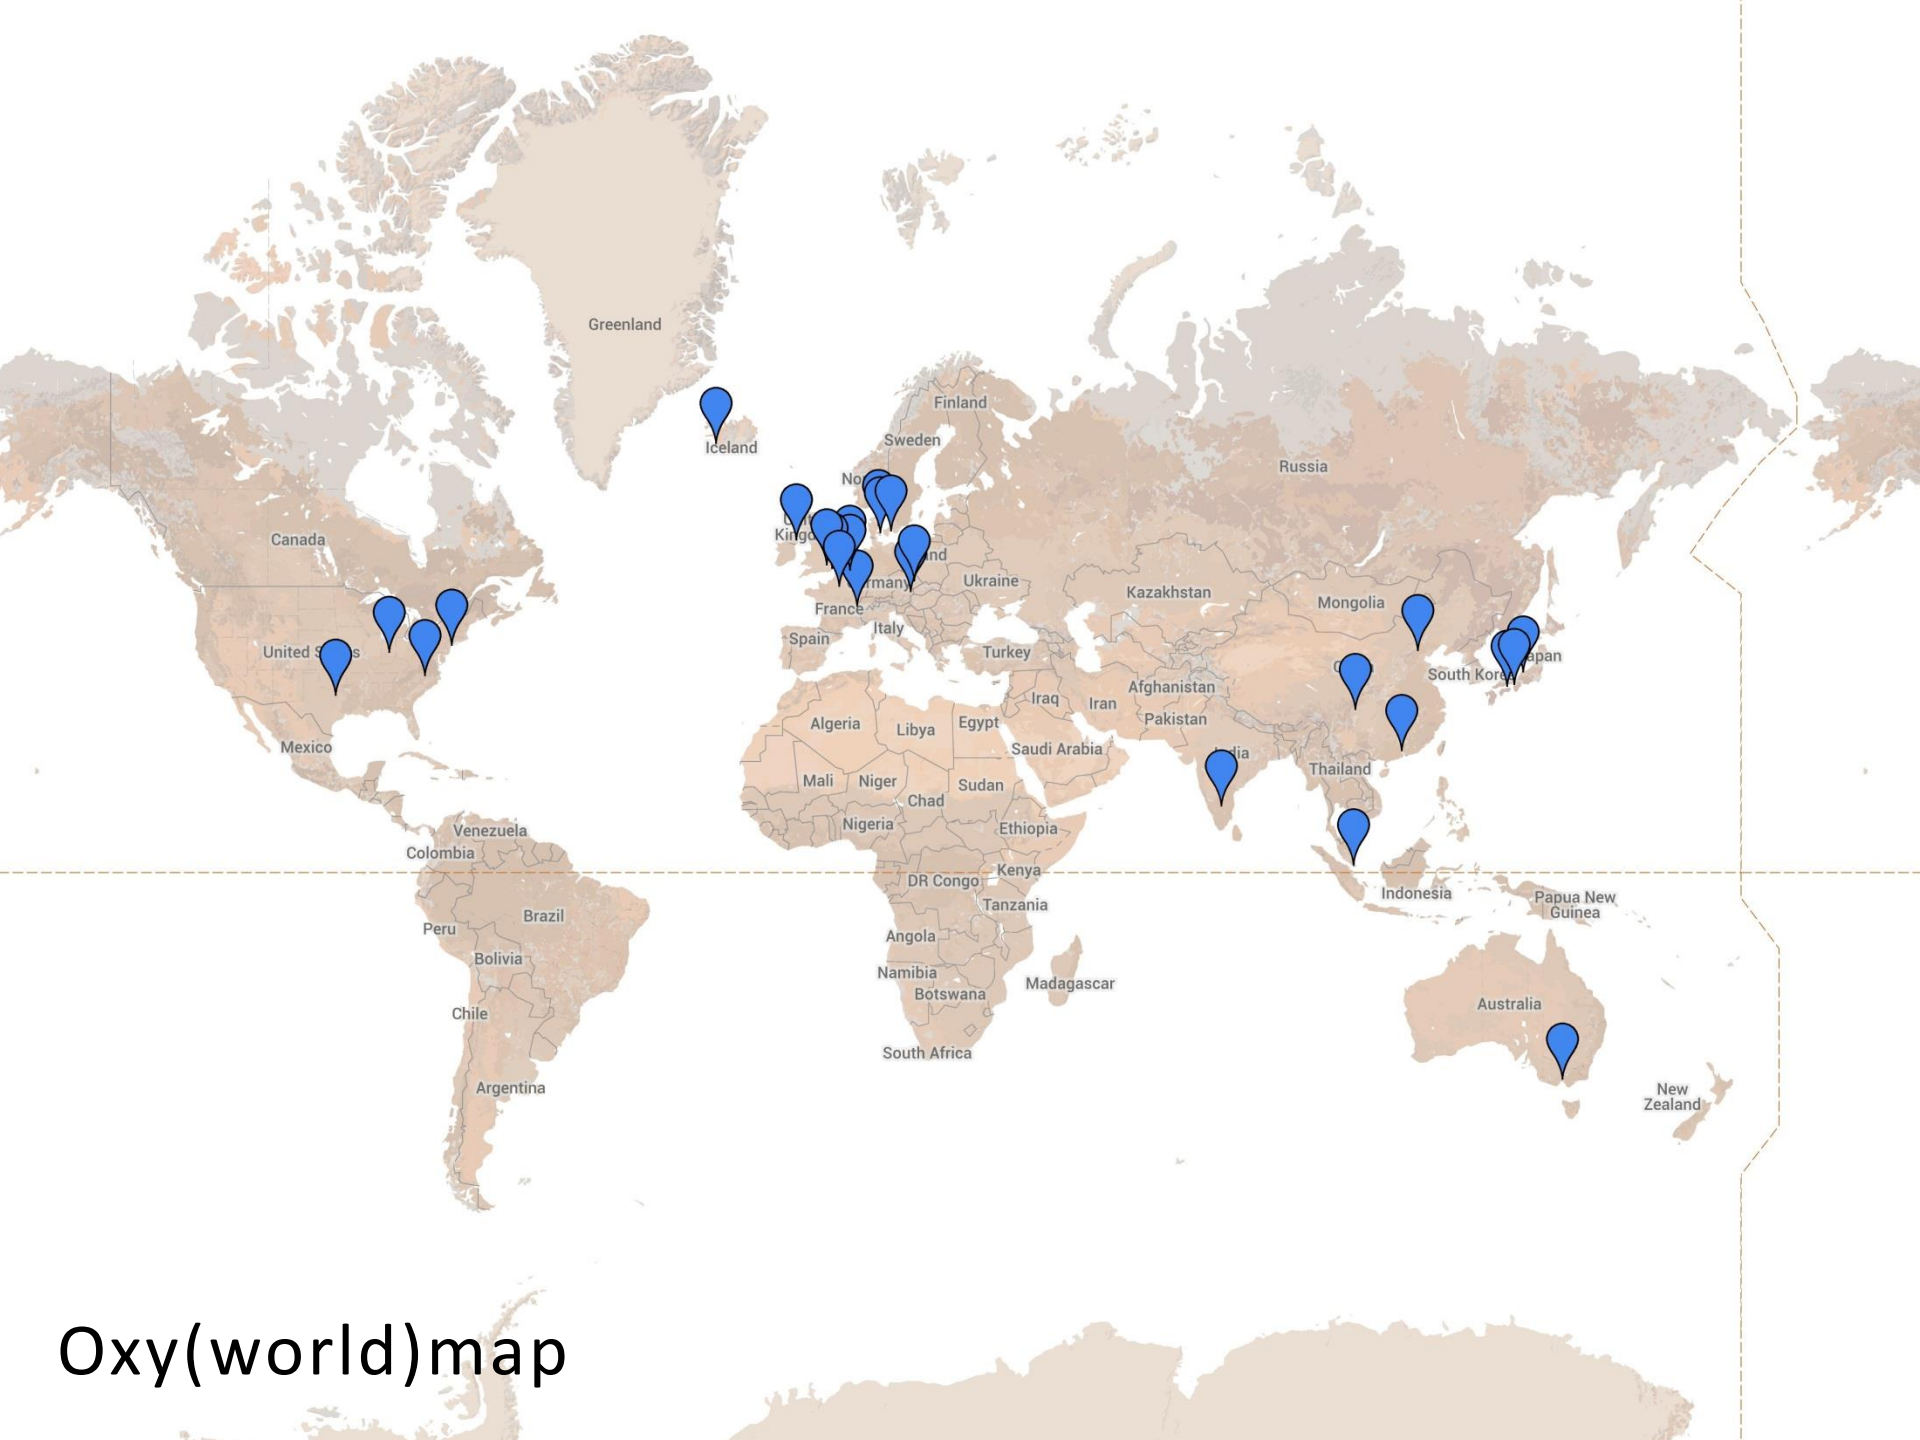 Greenland
Finland
Iceland
Sweden
Russia
Canada
Ukraine
Kazakhstan
Mongolia
France
Italy
Spain
Turkey
South
Afghanistan
Iraq
Iran
Pakistan
Algeria
Libya
Egypt
Saudi Arabia
Mexico
United
Thailand
Mali
Niger
Sudan
Chad
Nigeria
Ethiopia
Venezuela
Colombia
Kenya
DR Congo
Indonesia
Papua New
Guinea
Tanzania
Brazil
Peru
Angola
Bolivia
Namibia
Madagascar
Botswana
Australia
Chile
South Africa
Argentina
New
Zealand
Oxy(world)map